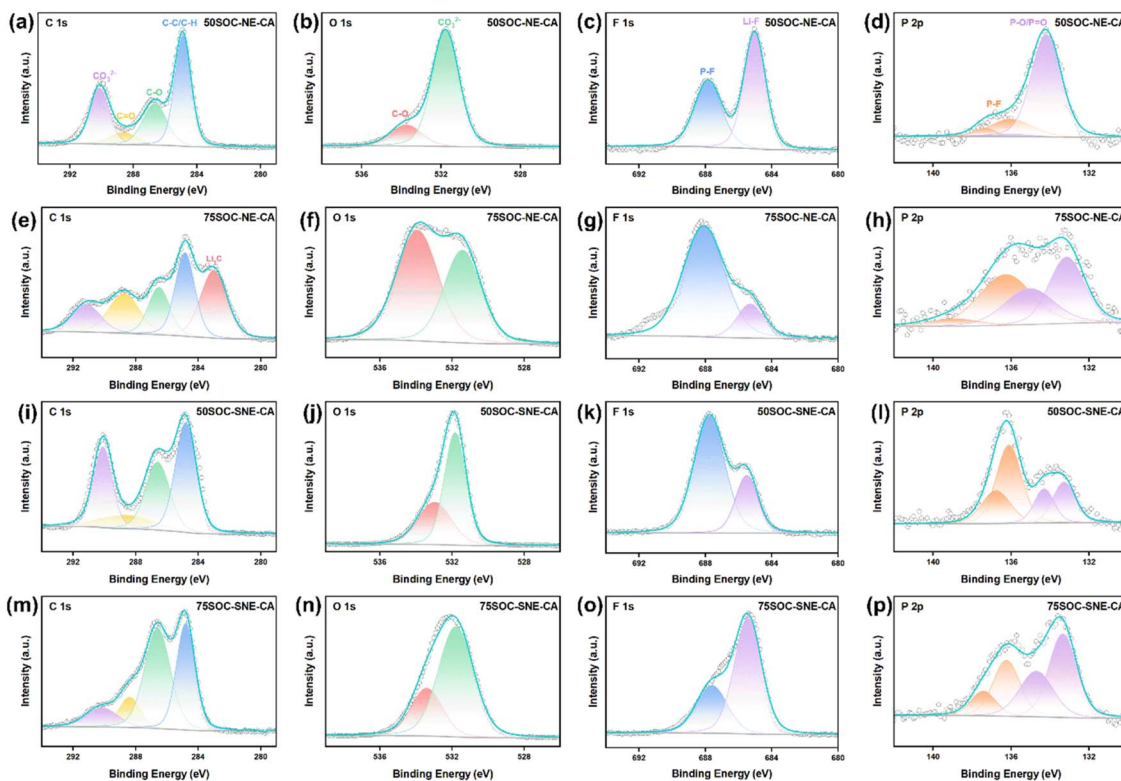 (a) C 1s C-C/C-H 50SOC-NE-CA
CO₃²⁻
C=O
C-O
Intensity (a.u.)
292 288 284 280
Binding Energy (eV)
(b) O 1s CO₃²⁻ 50SOC-NE-CA
C-O
Intensity (a.u.)
536 532 528
Binding Energy (eV)
(c) F 1s Li-F 50SOC-NE-CA
P-F
Intensity (a.u.)
692 688 684 680
Binding Energy (eV)
(d) P 2p P-O/P=O 50SOC-NE-CA
P-F
Intensity (a.u.)
140 136 132
Binding Energy (eV)
(e) C 1s 75SOC-NE-CA
LiₓC
Intensity (a.u.)
292 288 284 280
Binding Energy (eV)
(f) O 1s 75SOC-NE-CA
Intensity (a.u.)
536 532 528
Binding Energy (eV)
(g) F 1s 75SOC-NE-CA
Intensity (a.u.)
692 688 684 680
Binding Energy (eV)
(h) P 2p 75SOC-NE-CA
Intensity (a.u.)
140 136 132
Binding Energy (eV)
(i) C 1s 50SOC-SNE-CA
Intensity (a.u.)
292 288 284 280
Binding Energy (eV)
(j) O 1s 50SOC-SNE-CA
Intensity (a.u.)
536 532 528
Binding Energy (eV)
(k) F 1s 50SOC-SNE-CA
Intensity (a.u.)
692 688 684 680
Binding Energy (eV)
(l) P 2p 50SOC-SNE-CA
Intensity (a.u.)
140 136 132
Binding Energy (eV)
(m) C 1s 75SOC-SNE-CA
Intensity (a.u.)
292 288 284 280
Binding Energy (eV)
(n) O 1s 75SOC-SNE-CA
Intensity (a.u.)
536 532 528
Binding Energy (eV)
(o) F 1s 75SOC-SNE-CA
Intensity (a.u.)
692 688 684 680
Binding Energy (eV)
(p) P 2p 75SOC-SNE-CA
Intensity (a.u.)
140 136 132
Binding Energy (eV)